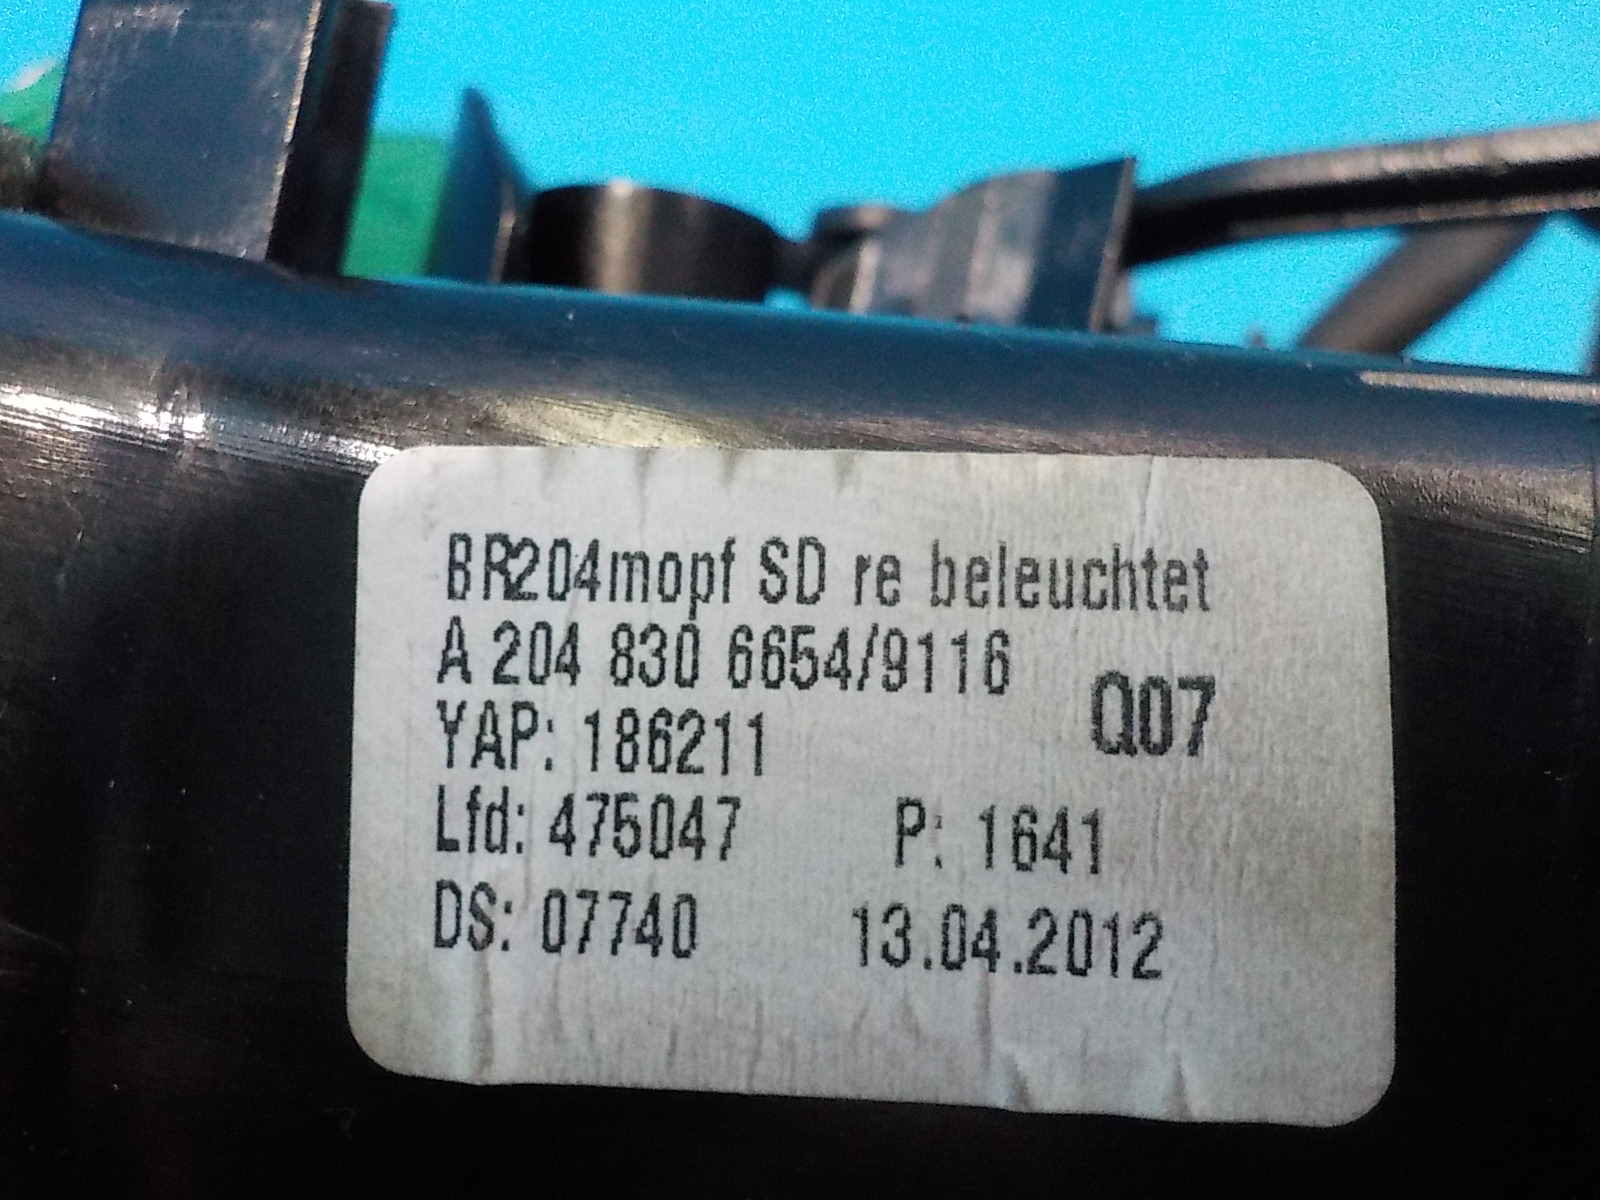 BR204mopf SD re beleuchtet
A 204 830 6654/9116
Q07
YAP: 186211
Lfd: 475047 P: 1641
DS: 07740 13.04.2012